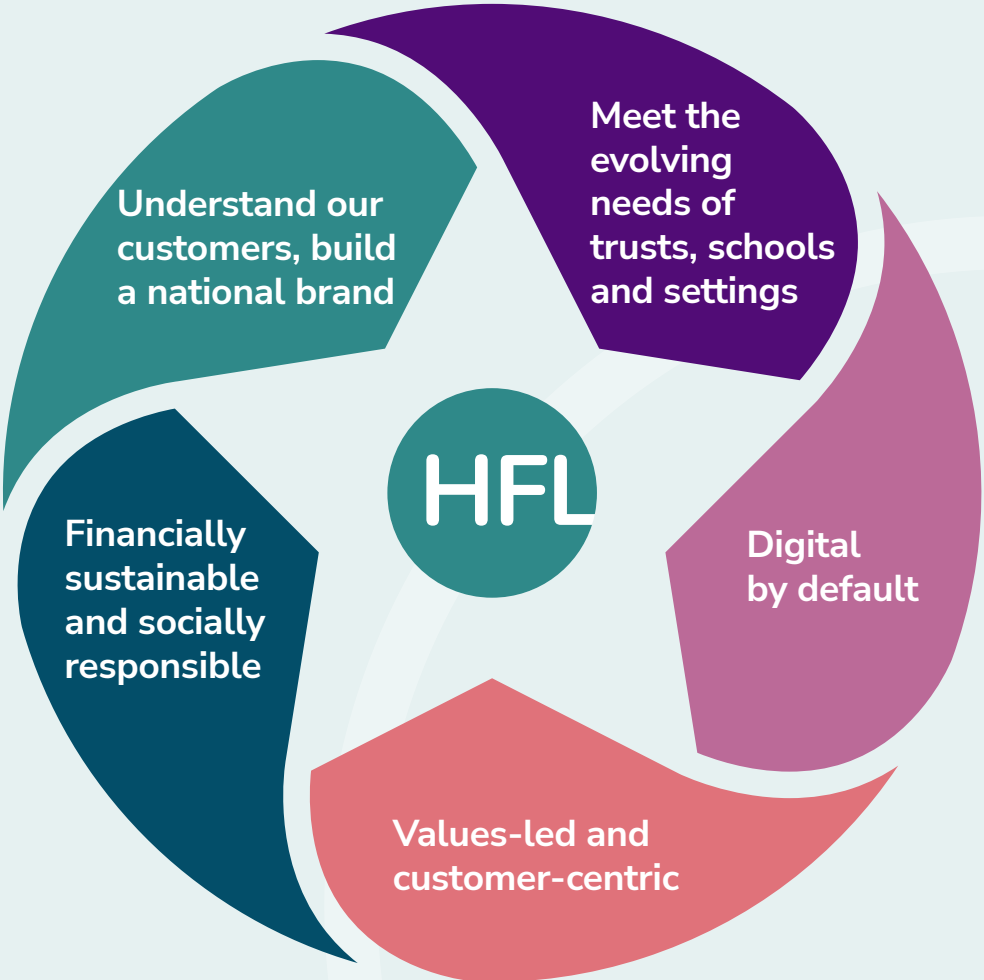 Meet the
evolving
needs of
trusts, schools
and settings
Understand our
customers, build
a national brand
HFL
Digital
by default
Financially
sustainable
and socially
responsible
Values-led and
customer-centric